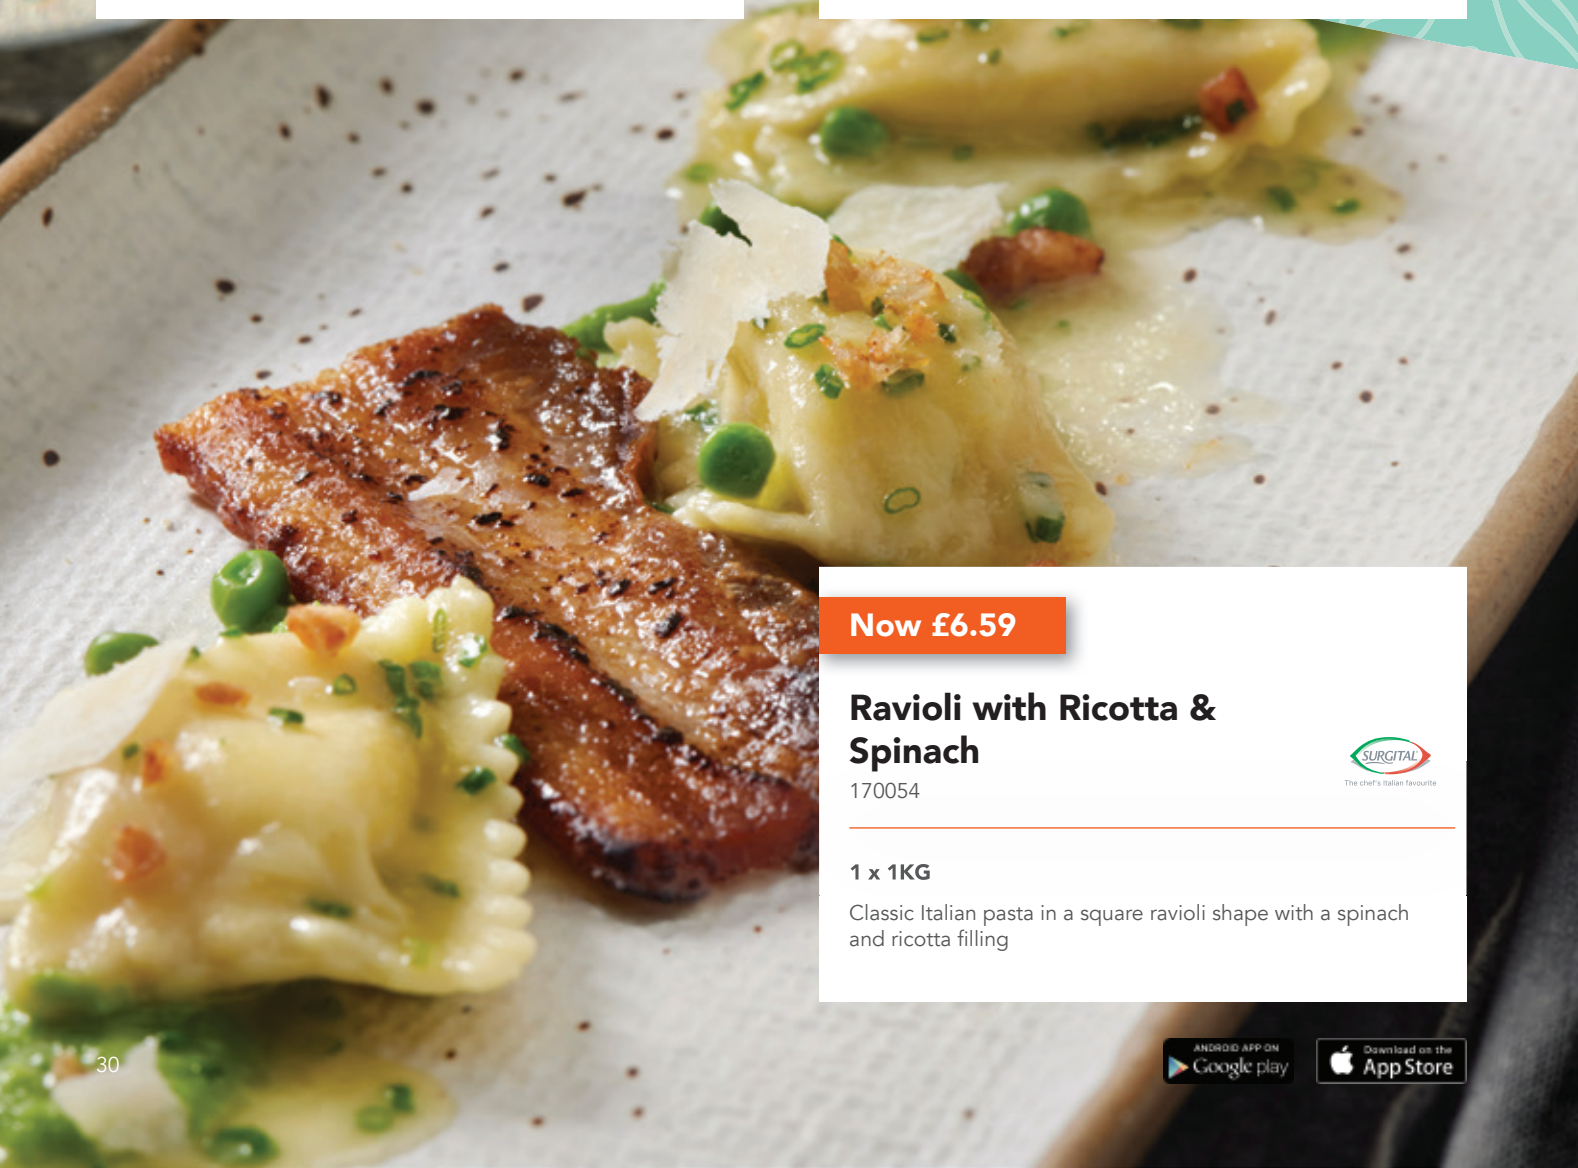 Now £6.59
Ravioli with Ricotta &
Spinach
170054
SURGITAL
The chef's Italian favourite
1 x 1KG
Classic Italian pasta in a square ravioli shape with a spinach
and ricotta filling
30
ANDROID APP ON
Google play
Download on the
App Store